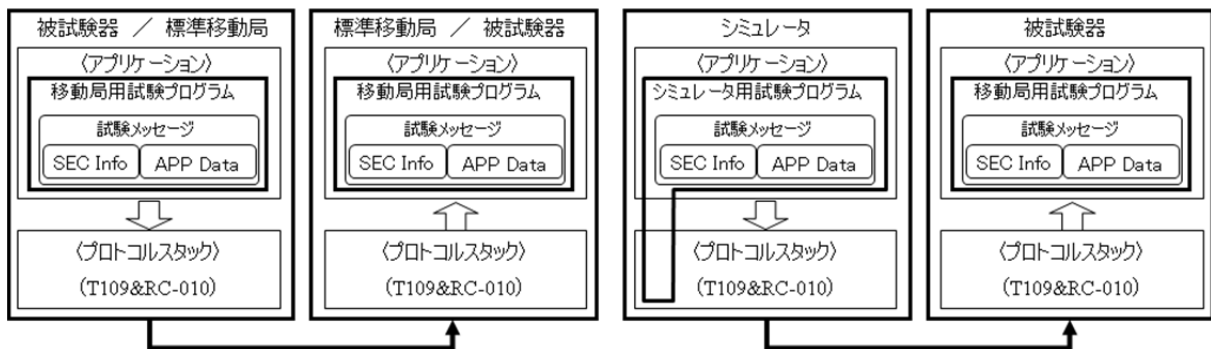 被試験器 ／ 標準移動局
〈アプリケーション〉
移動局用試験プログラム
試験メッセージ
SEC Info
APP Data
〈プロトコルスタック〉
(T109&RC-010)
標準移動局 ／ 被試験器
〈アプリケーション〉
移動局用試験プログラム
試験メッセージ
SEC Info
APP Data
〈プロトコルスタック〉
(T109&RC-010)
シミュレータ
〈アプリケーション〉
シミュレータ用試験プログラム
試験メッセージ
SEC Info
APP Data
〈プロトコルスタック〉
(T109&RC-010)
被試験器
〈アプリケーション〉
移動局用試験プログラム
試験メッセージ
SEC Info
APP Data
〈プロトコルスタック〉
(T109&RC-010)